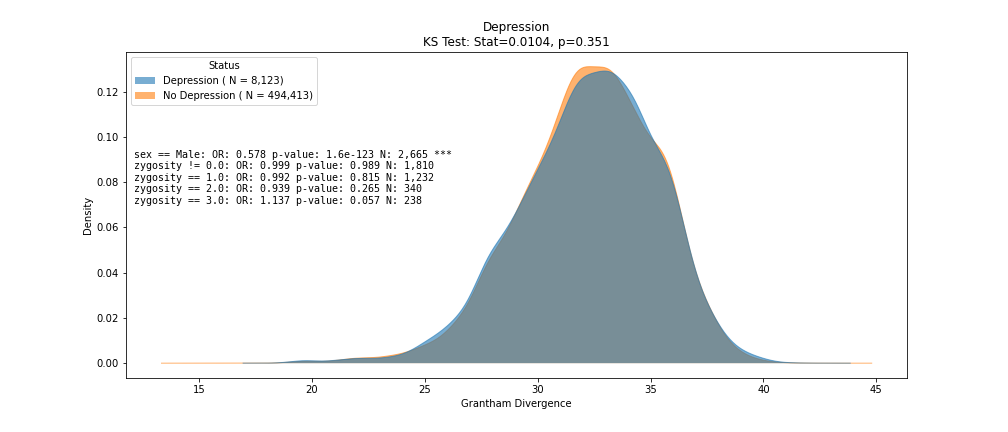 Depression
KS Test: Stat=0.0104, p=0.351
Status
Depression ( N = 8,123)
No Depression ( N = 494,413)
sex == Male: OR: 0.578 p-value: 1.6e-123 N: 2,665 ***
zygosity != 0.0: OR: 0.999 p-value: 0.989 N: 1,810
zygosity == 1.0: OR: 0.992 p-value: 0.815 N: 1,232
zygosity == 2.0: OR: 0.939 p-value: 0.265 N: 340
zygosity == 3.0: OR: 1.137 p-value: 0.057 N: 238
Density
0.12
0.10
0.08
0.06
0.04
0.02
0.00
15 20 25 30 35 40 45
Grantham Divergence